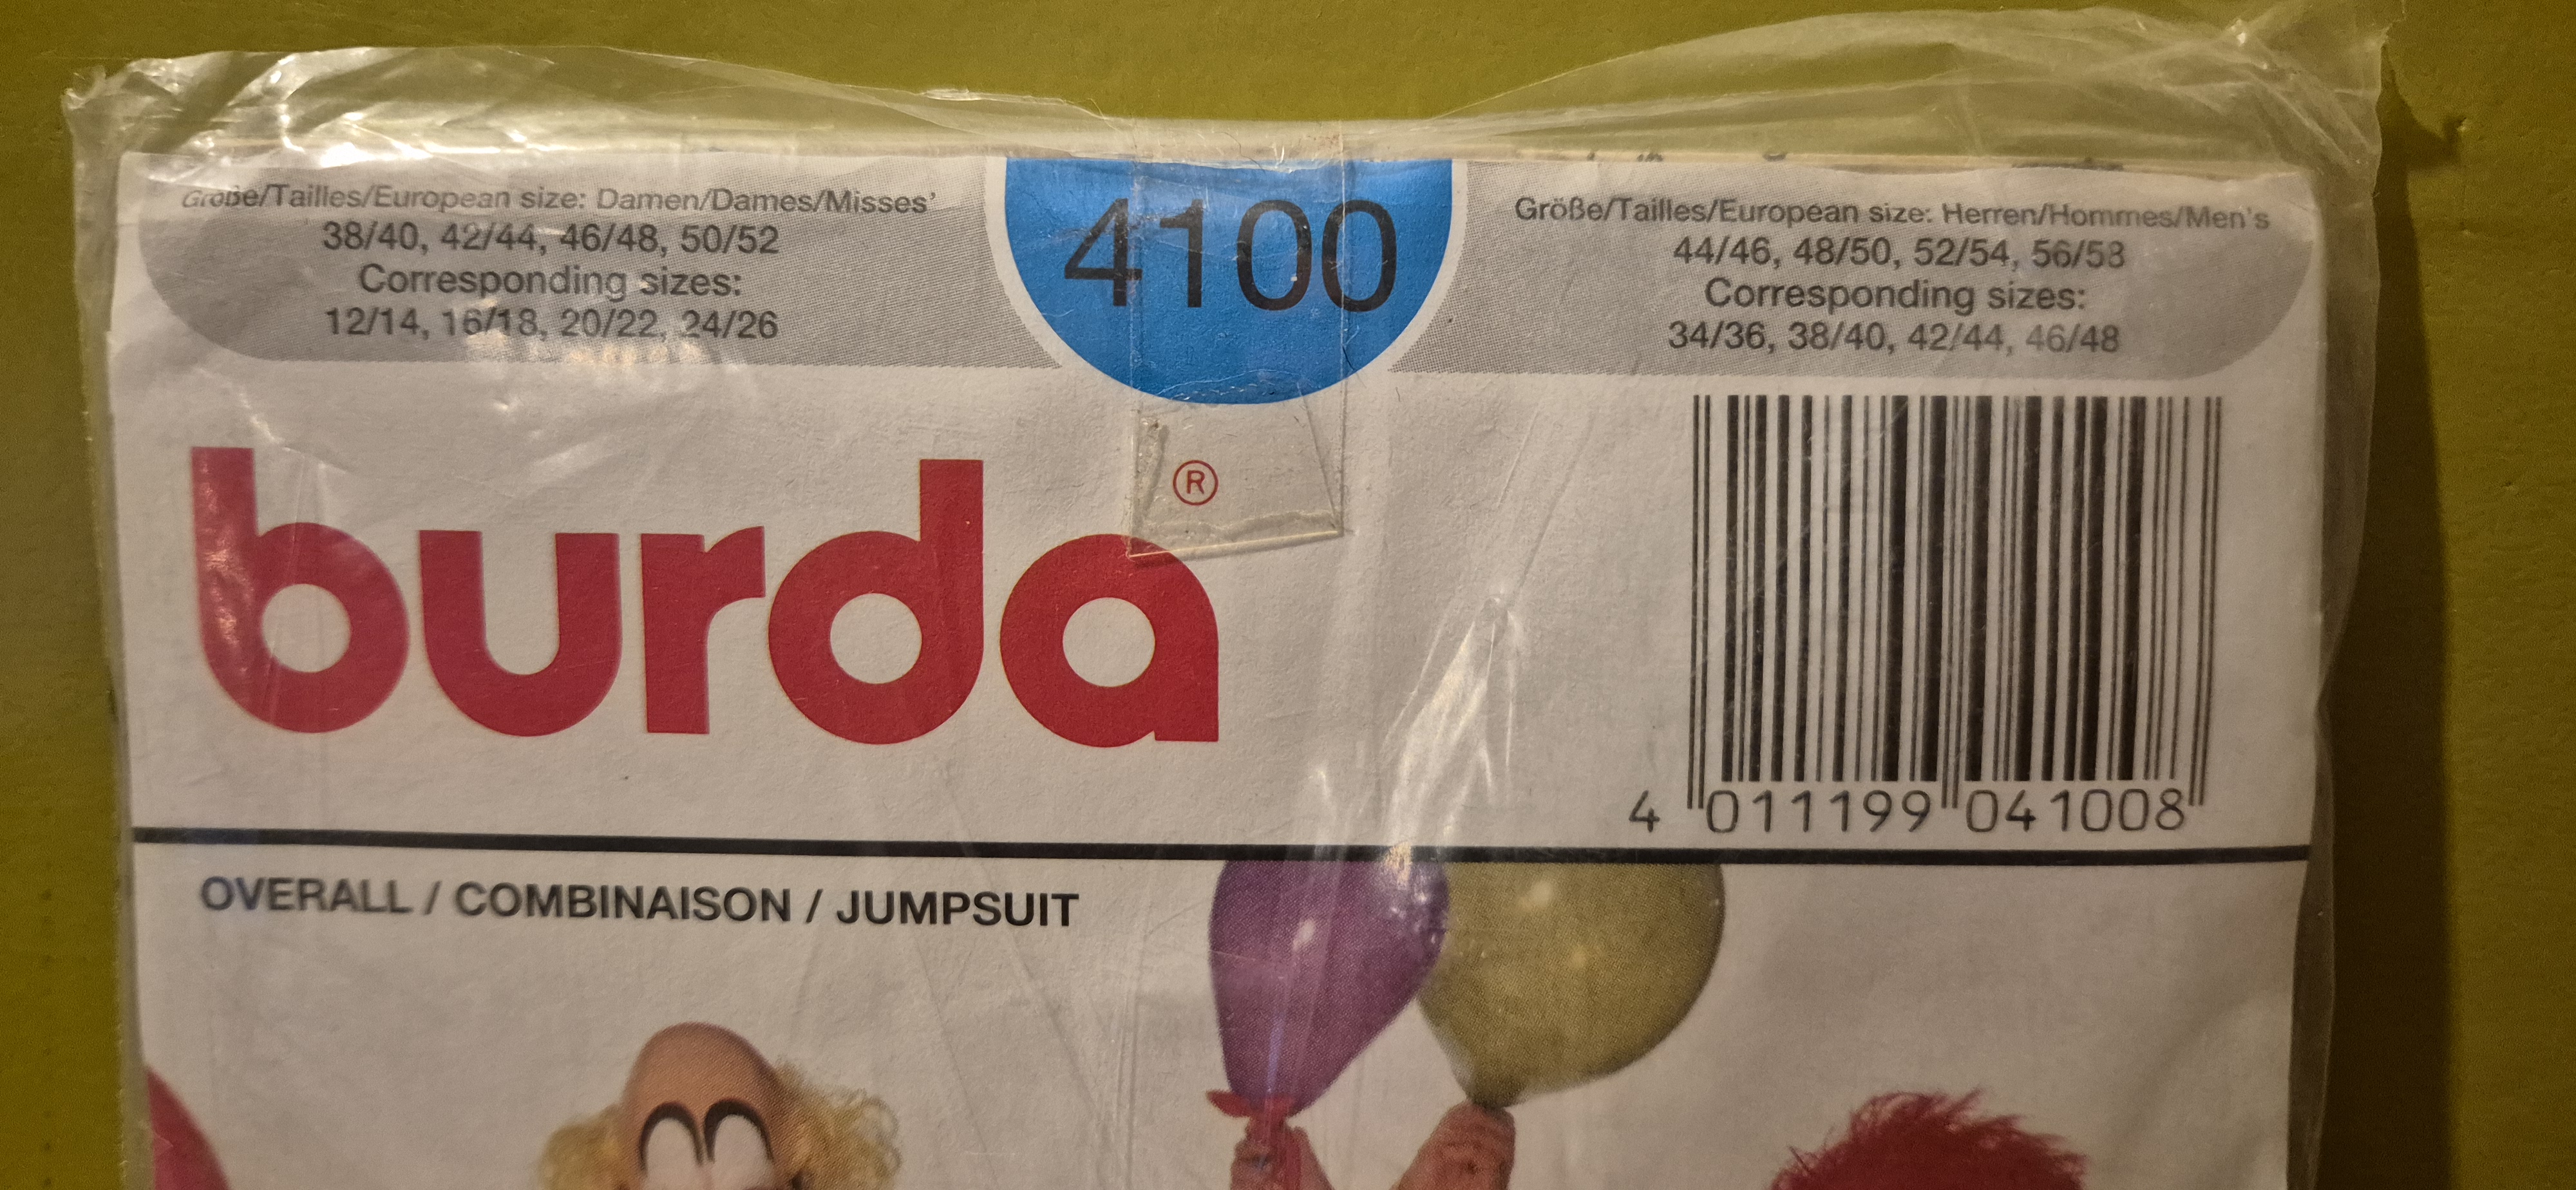 Größe/Tailles/European size: Damen/Dames/Misses'
38/40, 42/44, 46/48, 50/52
Corresponding sizes:
12/14, 16/18, 20/22, 24/26
4100
Größe/Tailles/European size: Herren/Hommes/Men's
44/46, 48/50, 52/54, 56/58
Corresponding sizes:
34/36, 38/40, 42/44, 46/48
burda®
4 011199 041008
OVERALL / COMBINAISON / JUMPSUIT